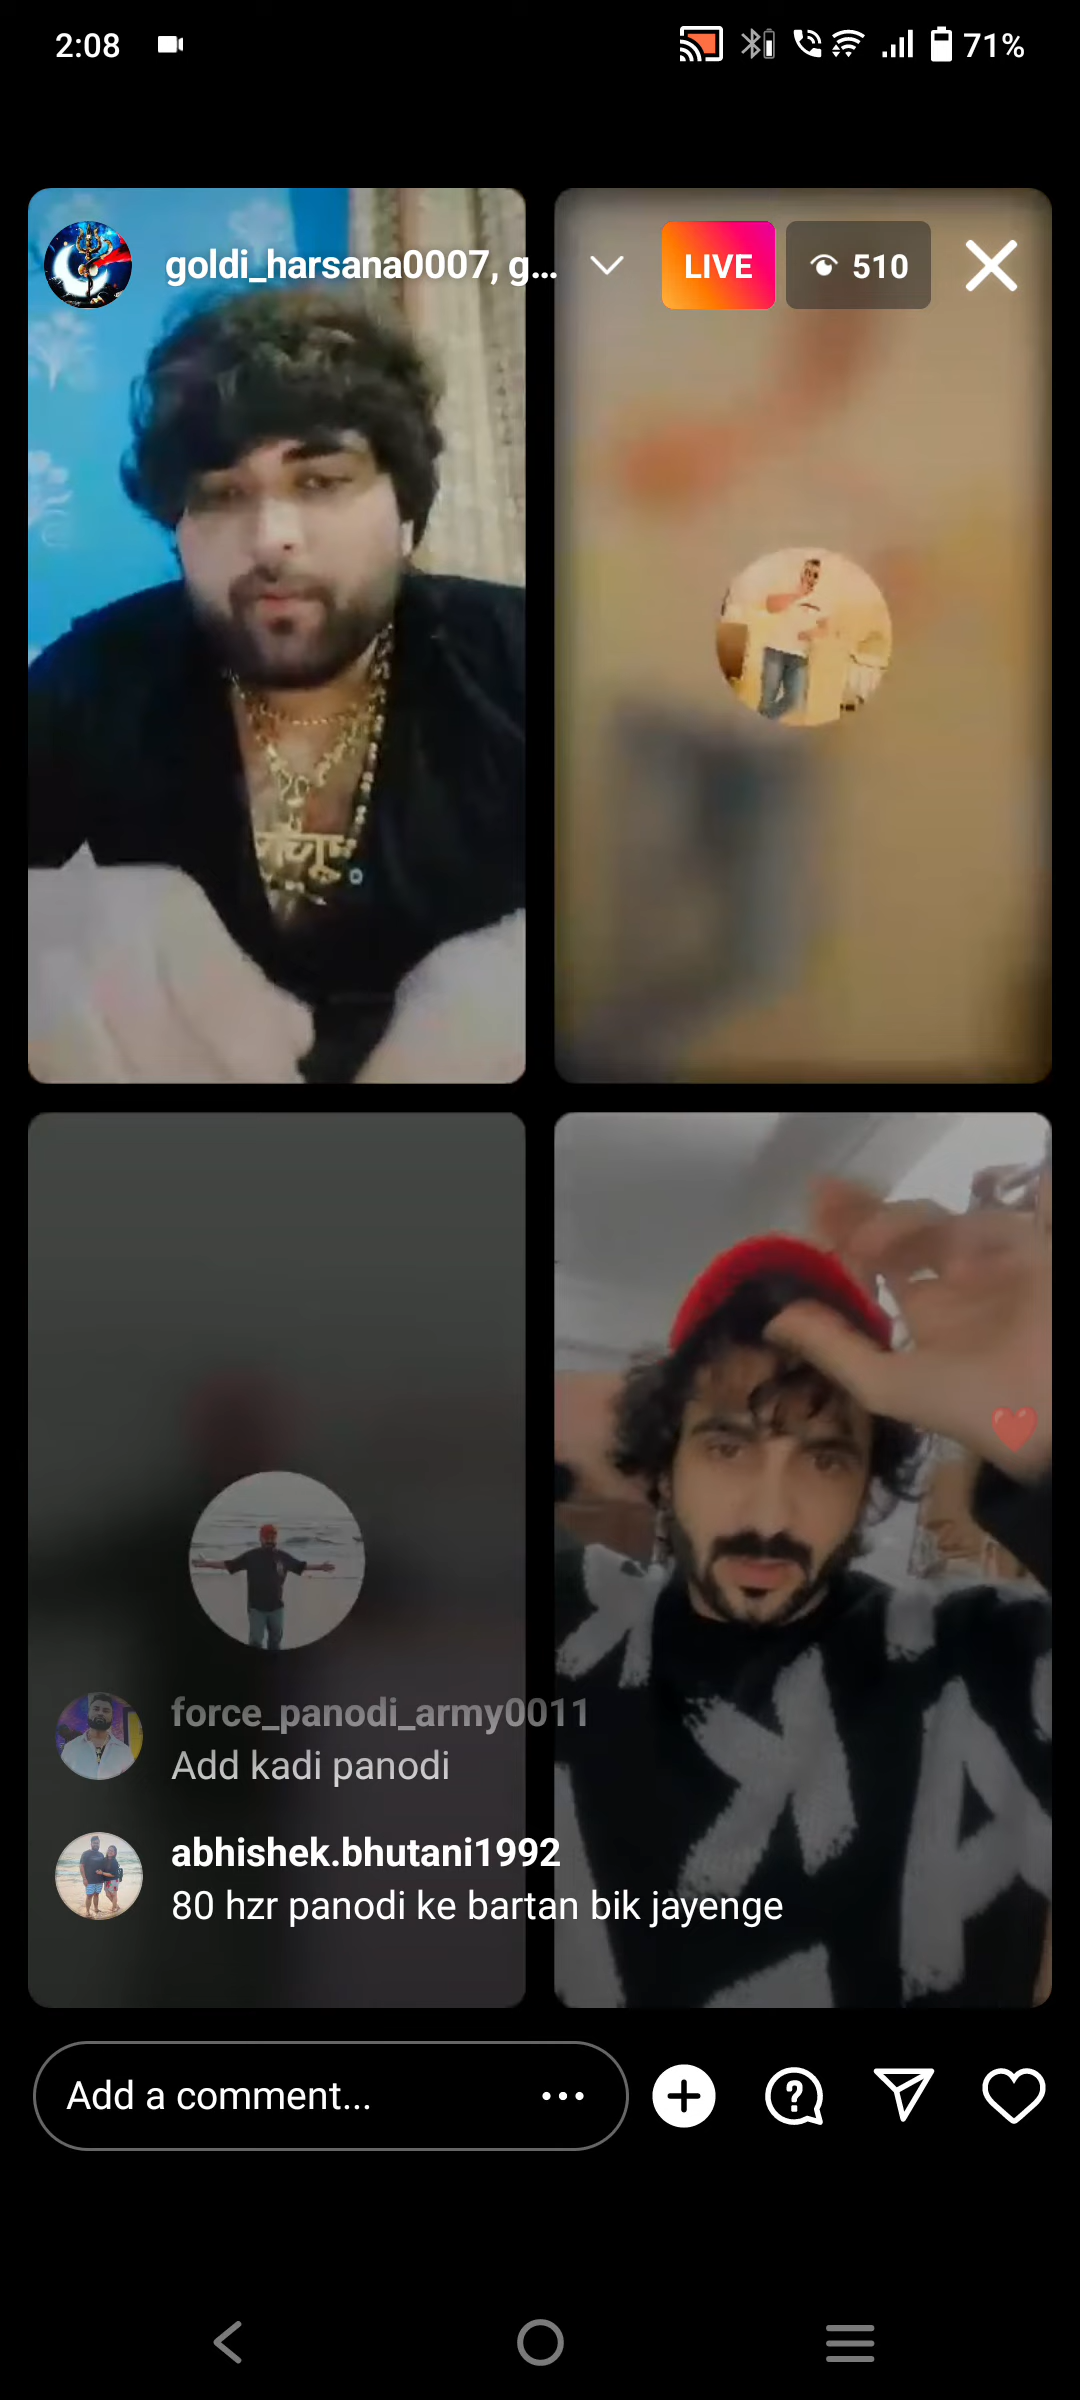 2:08
71%
goldi_harsana0007, g...
LIVE
510
force_panodi_army0011
Add kadi panodi
abhishek.bhutani1992
80 hzr panodi ke bartan bik jayenge
Add a comment...